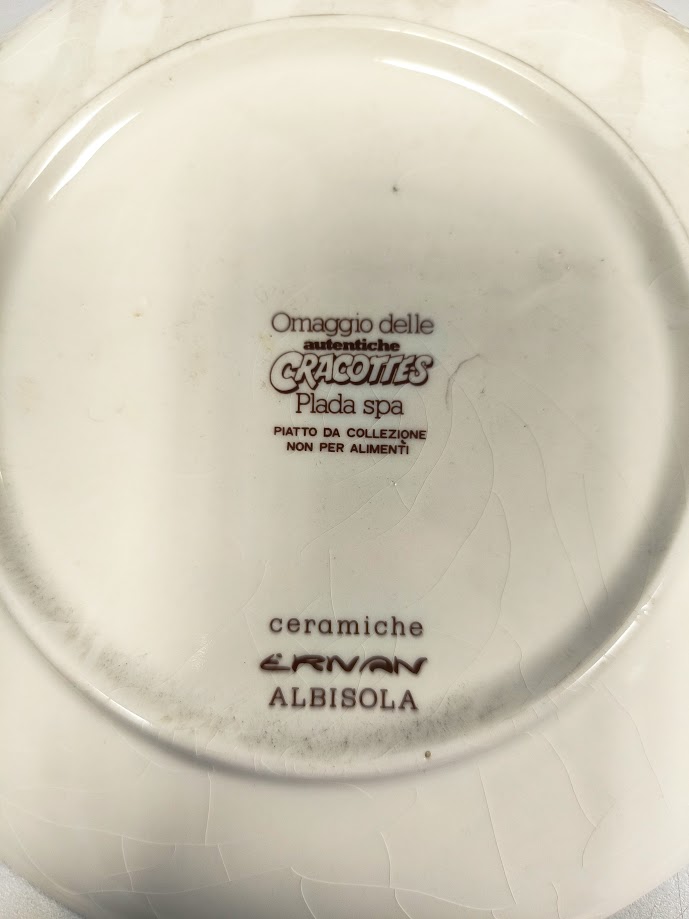 Omaggio delle
autentiche
CRACOTTES
Plada spa
PIATTO DA COLLEZIONE
NON PER ALIMENTI
ceramiche
ERNAN
ALBISOLA